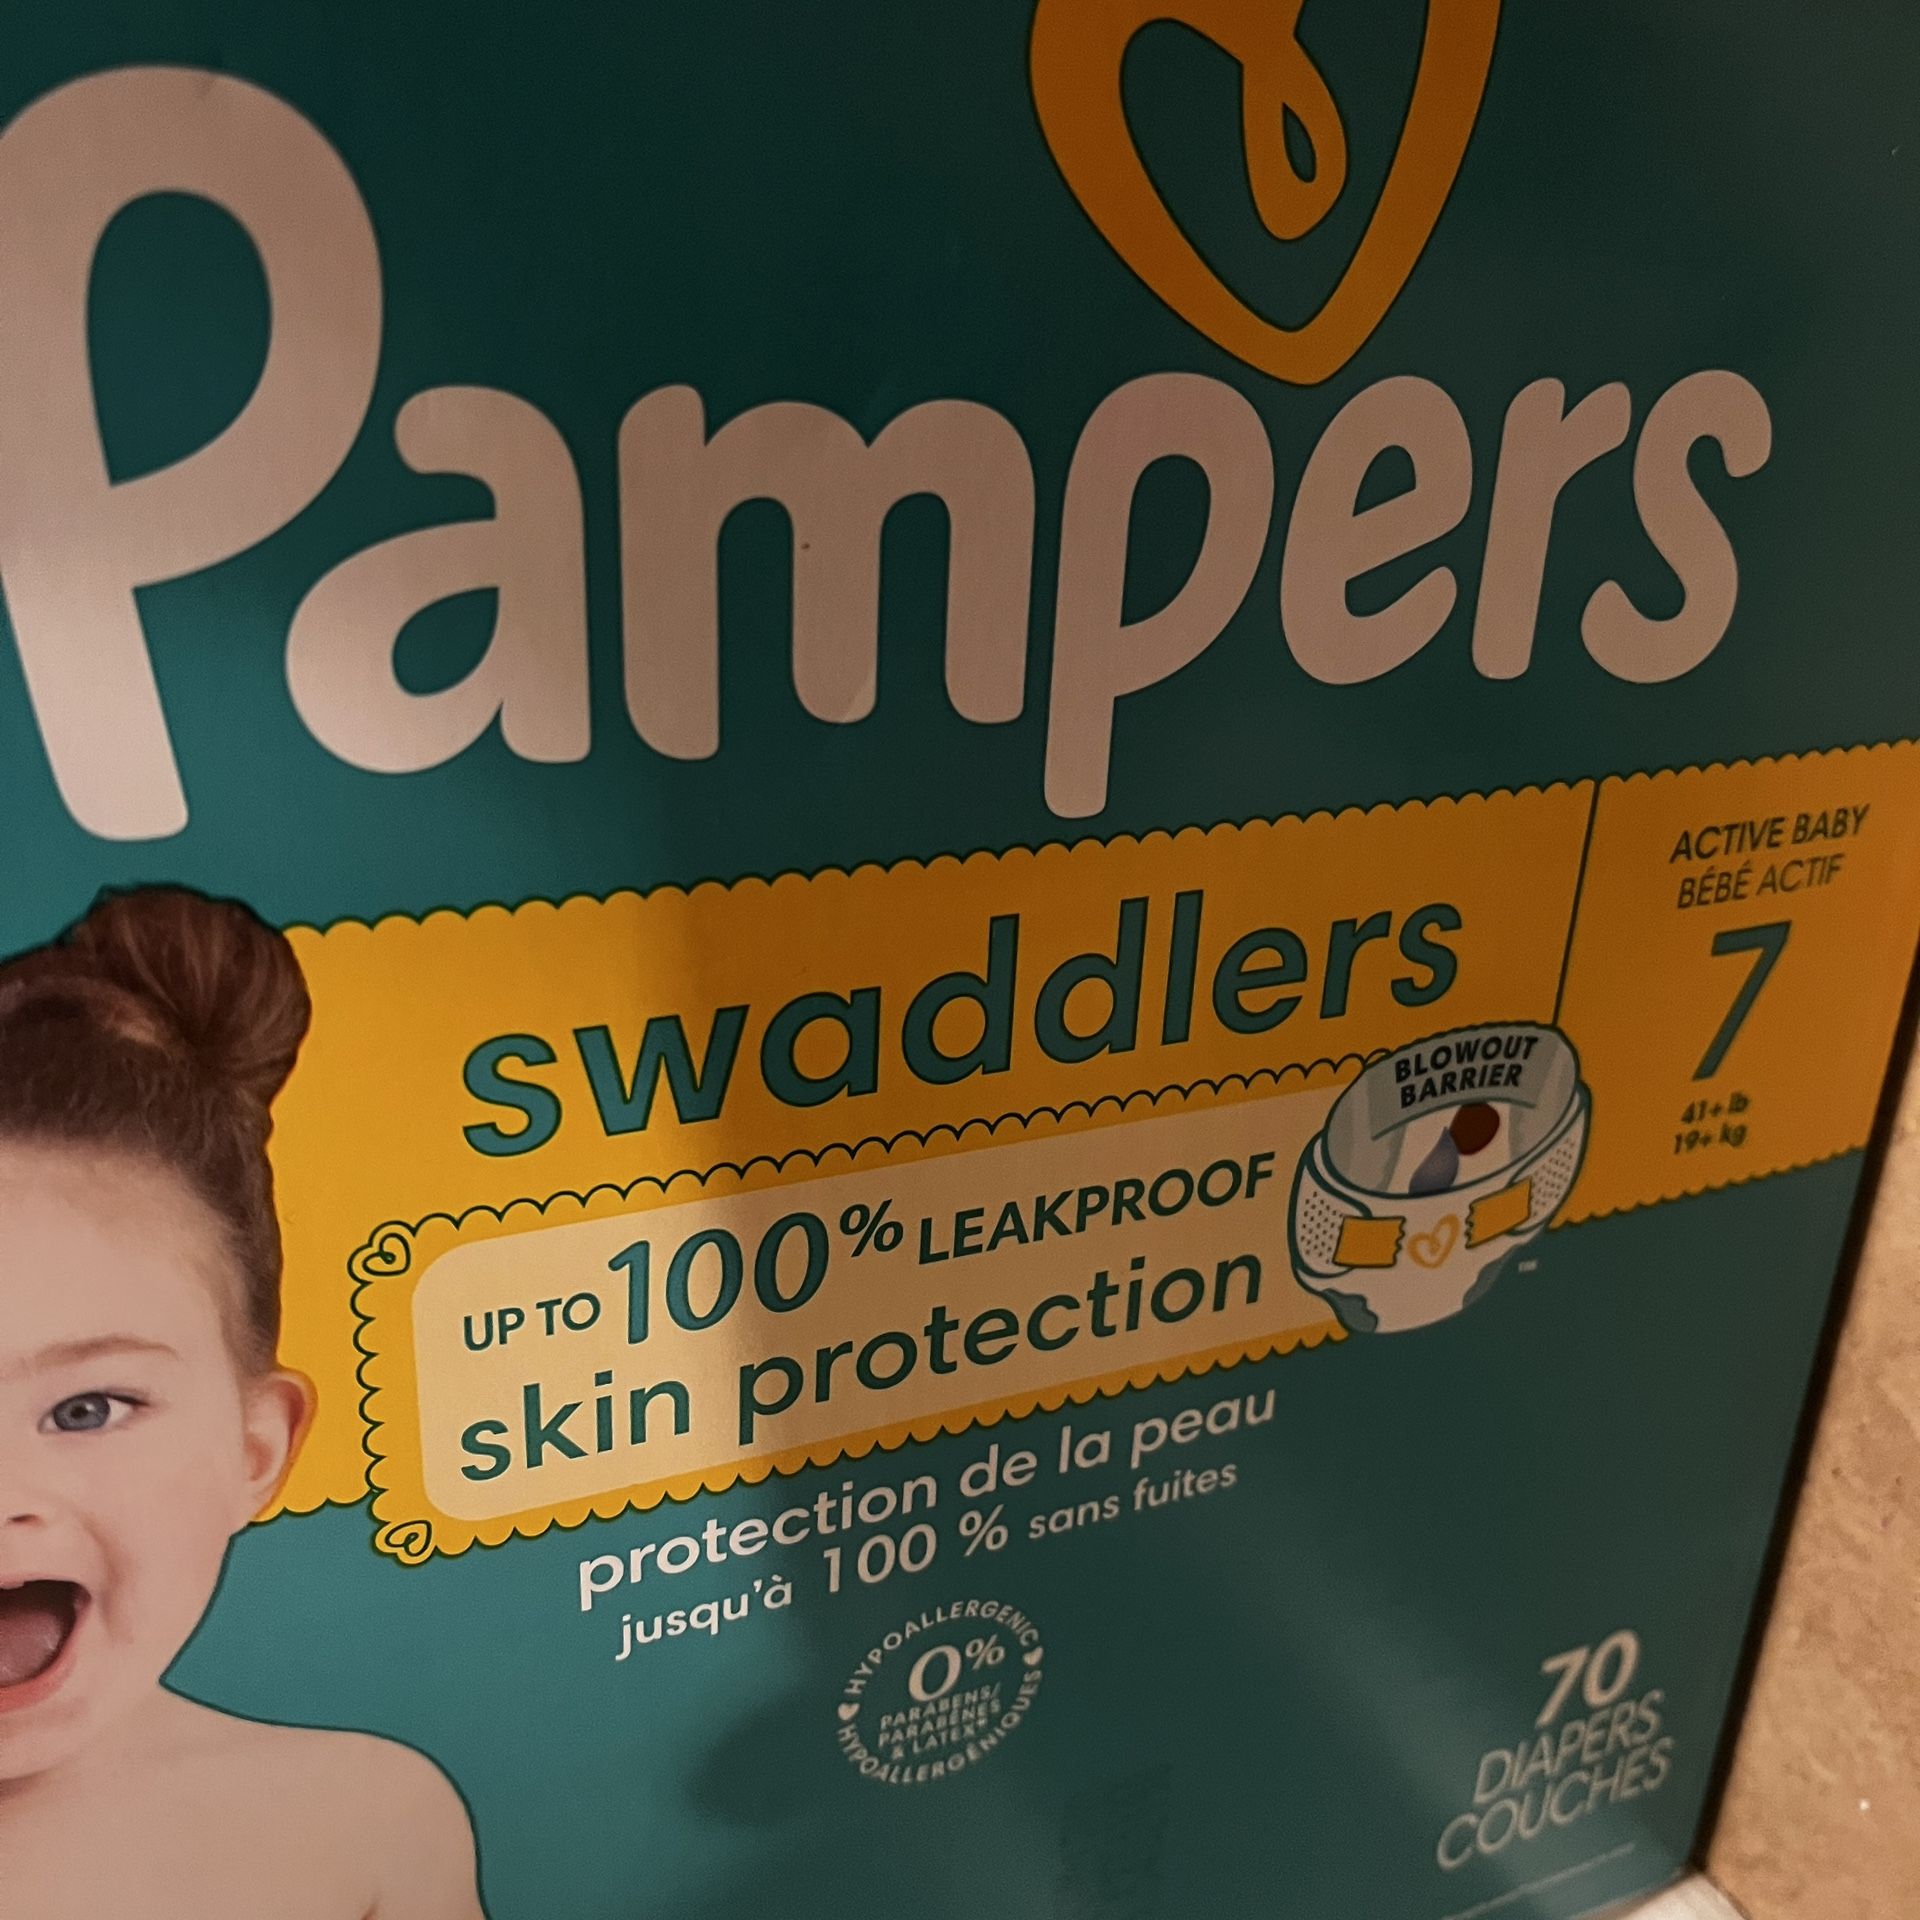 Pampers
swaddlers
ACTIVE BABY
BÉBÉ ACTIF
7
41+ lb
19+ kg
BLOWOUT
BARRIER
UP TO 100% LEAKPROOF
skin protection
™
protection de la peau
jusqu'à 100 % sans fuites
HYPOALLERGENIC
0%
PARABENS/
PARABÈNES
& LATEX*
HYPOALLERGÉNIQUES
70
DIAPERS
COUCHES